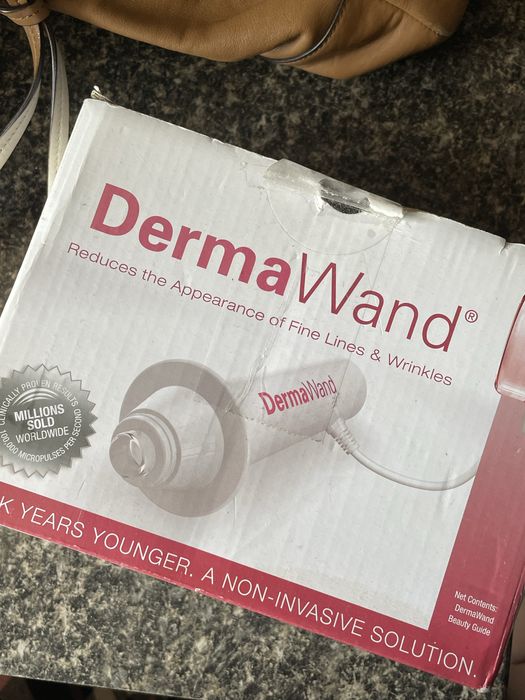 DermaWand®
Reduces the Appearance of Fine Lines & Wrinkles
DermaWand
CLINICALLY PROVEN RESULTS
MILLIONS
SOLD
WORLDWIDE
100,000 MICROPULSES PER SECOND
K YEARS YOUNGER. A NON-INVASIVE SOLUTION.
Net Contents:
DermaWand
Beauty Guide